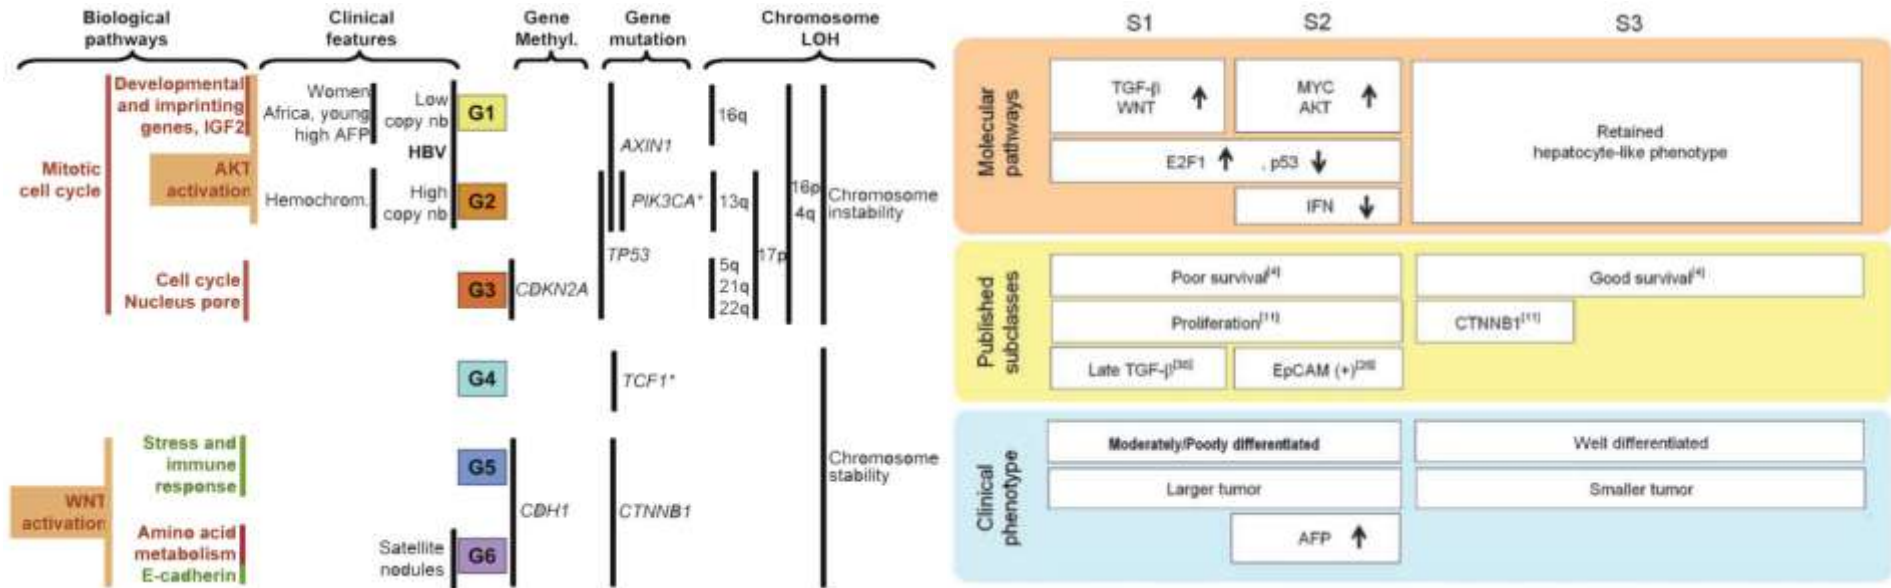 Biological
pathways
Clinical
features
Gene
Methyl.
Gene
mutation
Chromosome
LOH
Developmental
and imprinting
genes, IGF2
Women
Africa, young
high AFP
Low
copy nb
G1
16q
AXIN1
HBV
Mitotic
cell cycle
AKT
activation
Hemochrom.
High
copy nb
G2
PIK3CA*
13q
16p
4q
Chromosome
instability
TP53
17p
Cell cycle
Nucleus pore
G3
CDKN2A
5q
21q
22q
G4
TCF1*
Stress and
immune
response
G5
Chromosome
stability
WNT
activation
CDH1
CTNNB1
Amino acid
metabolism
E-cadherin
Satellite
nodules
G6
S1
S2
S3
Molecular
pathways
TGF-β
WNT
↑
MYC
AKT
↑
Retained
hepatocyte-like phenotype
E2F1 ↑ , p53 ↓
IFN ↓
Published
subclasses
Poor survival[4]
Good survival[4]
Proliferation[11]
CTNNB1[11]
Late TGF-β
EpCAM (+)
Clinical
phenotype
Moderately/Poorly differentiated
Well differentiated
Larger tumor
Smaller tumor
AFP ↑